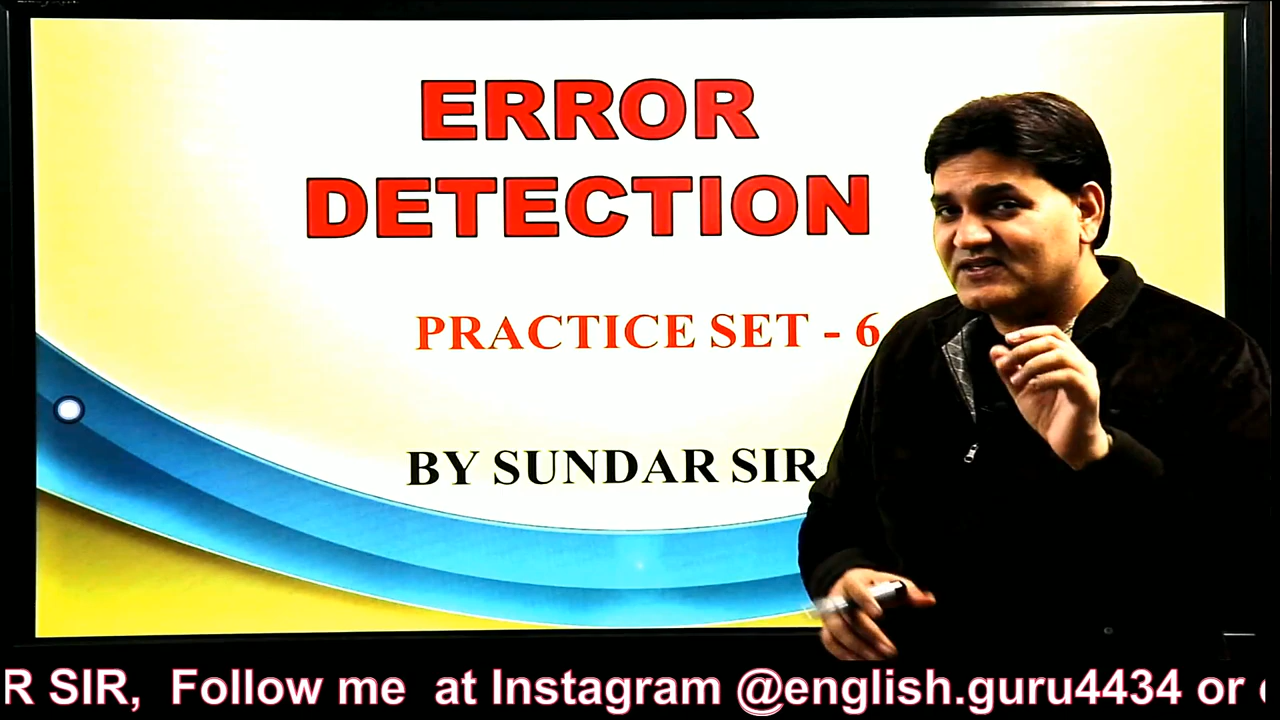 ERROR
DETECTION
PRACTICE SET - 6
BY SUNDAR SIR
R SIR, Follow me at Instagram @english.guru4434 or